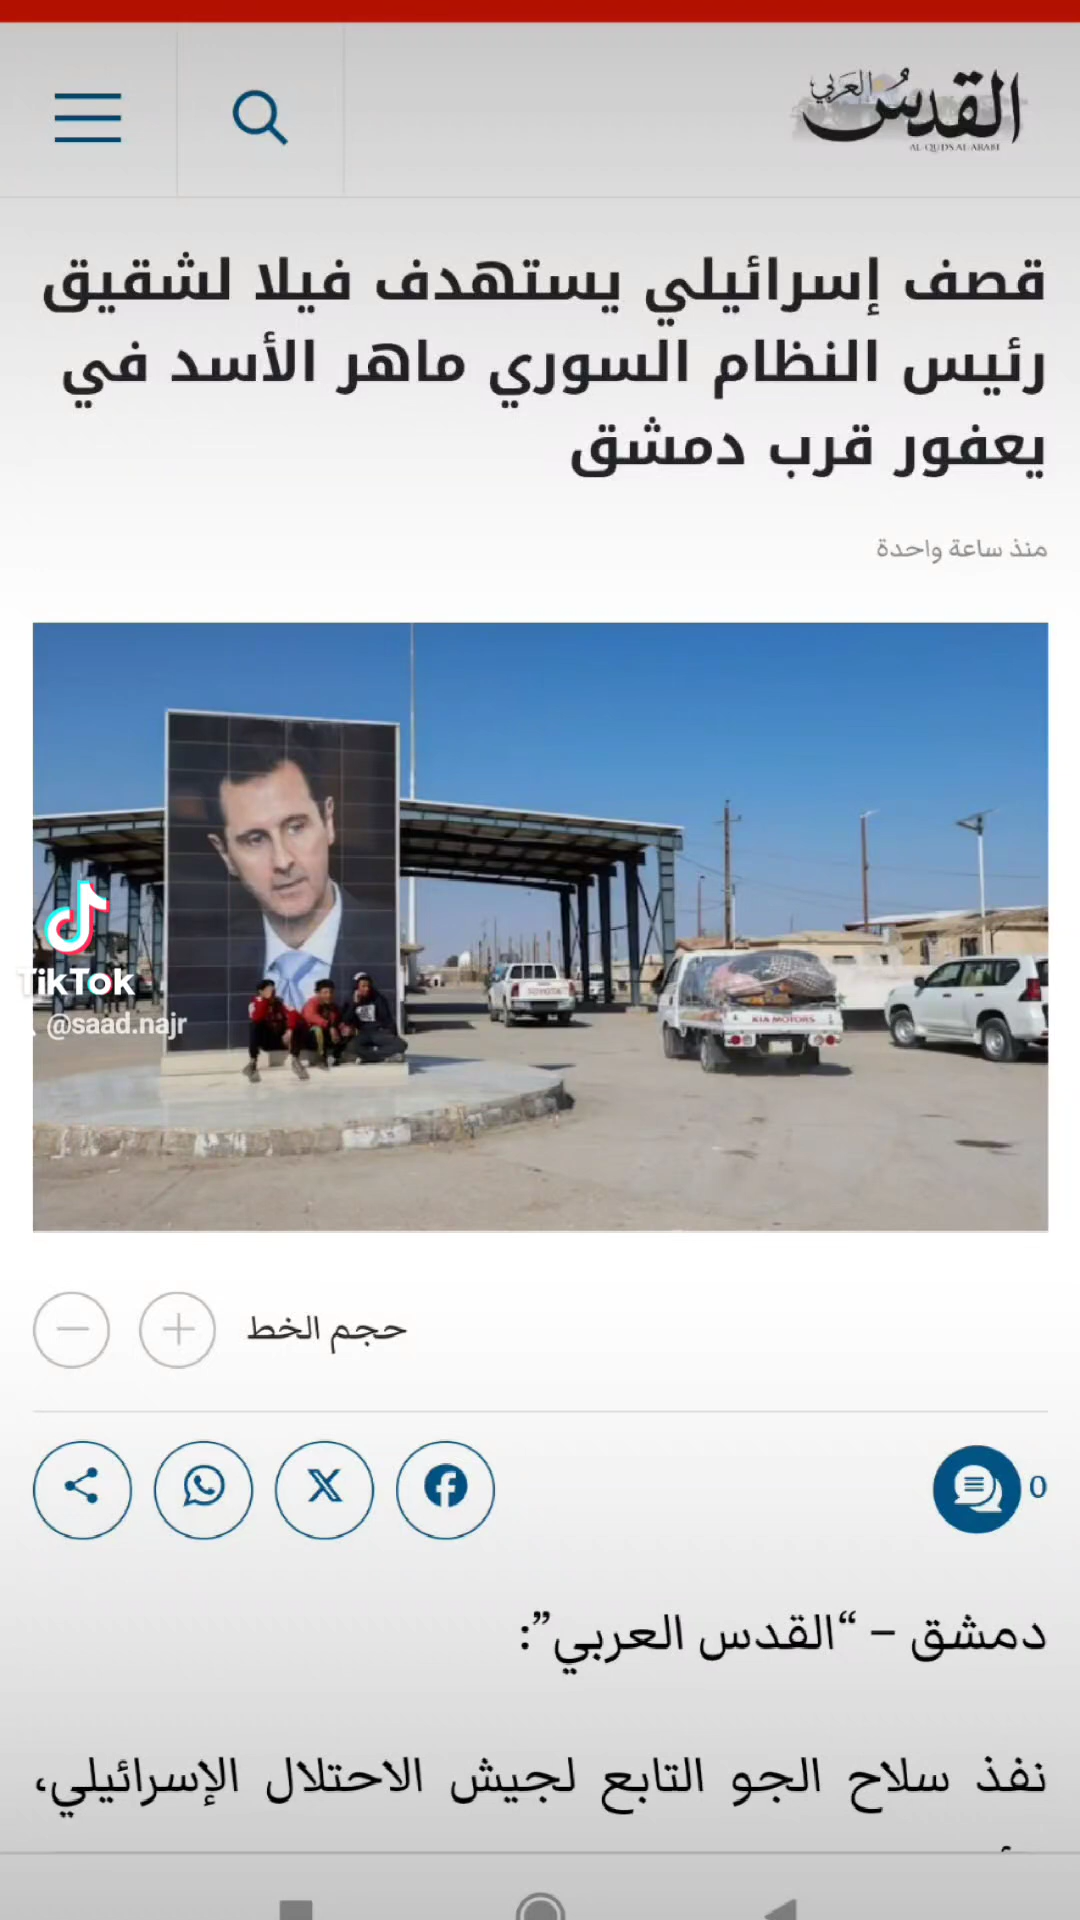 القدس العربي
AL-QUDS AL-ARABI
قصف إسرائيلي يستهدف فيلا لشقيق
رئيس النظام السوري ماهر الأسد في
يعفور قرب دمشق
منذ ساعة واحدة
TikTok
@saad.najr
TOYOTA
KIA MOTORS
حجم الخط
0
دمشق – “القدس العربي”:
نفذ سلاح الجو التابع لجيش الاحتلال الإسرائيلي،